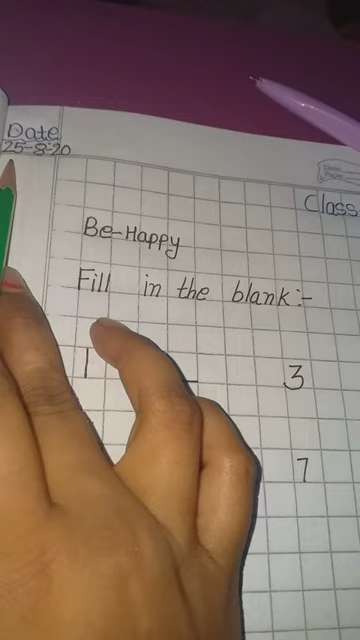 Date
25-8-20
Class
Be-Happy
Fill in the blank:-
1 _ 3
7